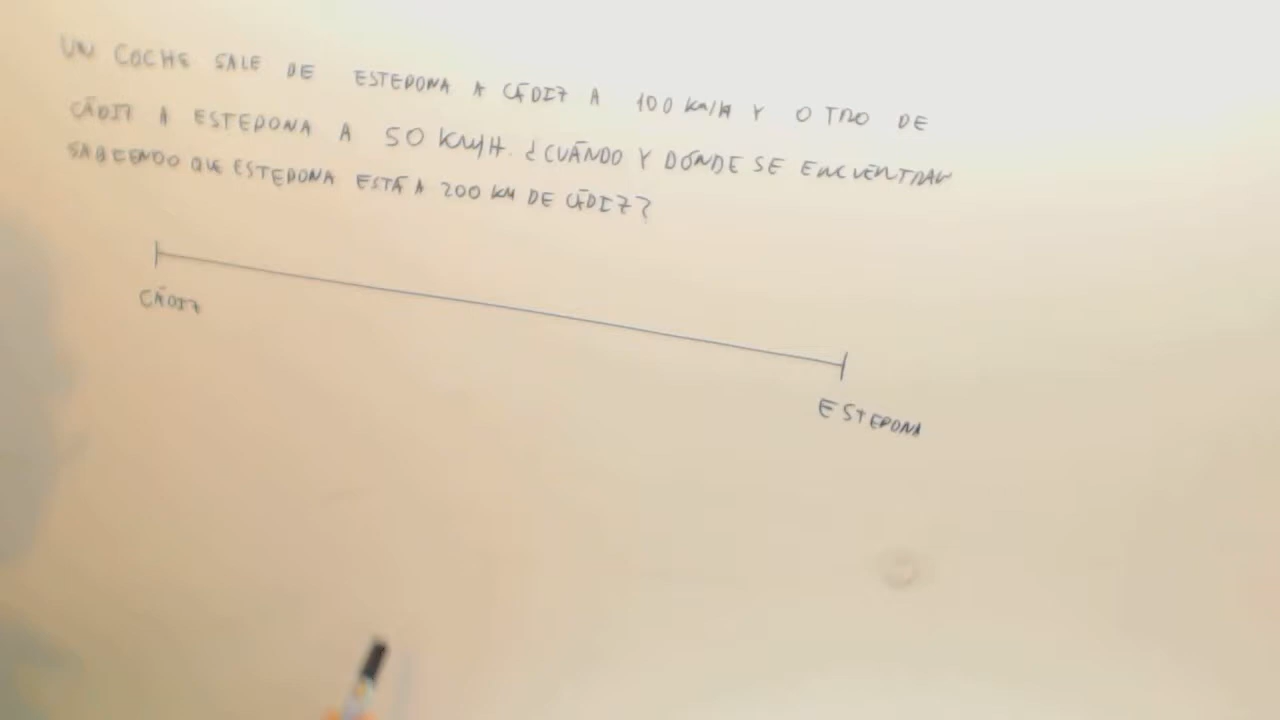 UN COCHE SALE DE ESTEPONA A CÁDIZ A 100 KM/H Y OTRO DE
CÁDIZ A ESTEPONA A 50 KM/H. ¿CUÁNDO Y DÓNDE SE ENCUENTRAN
SABIENDO QUE ESTEPONA ESTÁ A 200 KM DE CÁDIZ?
CÁDIZ
ESTEPONA